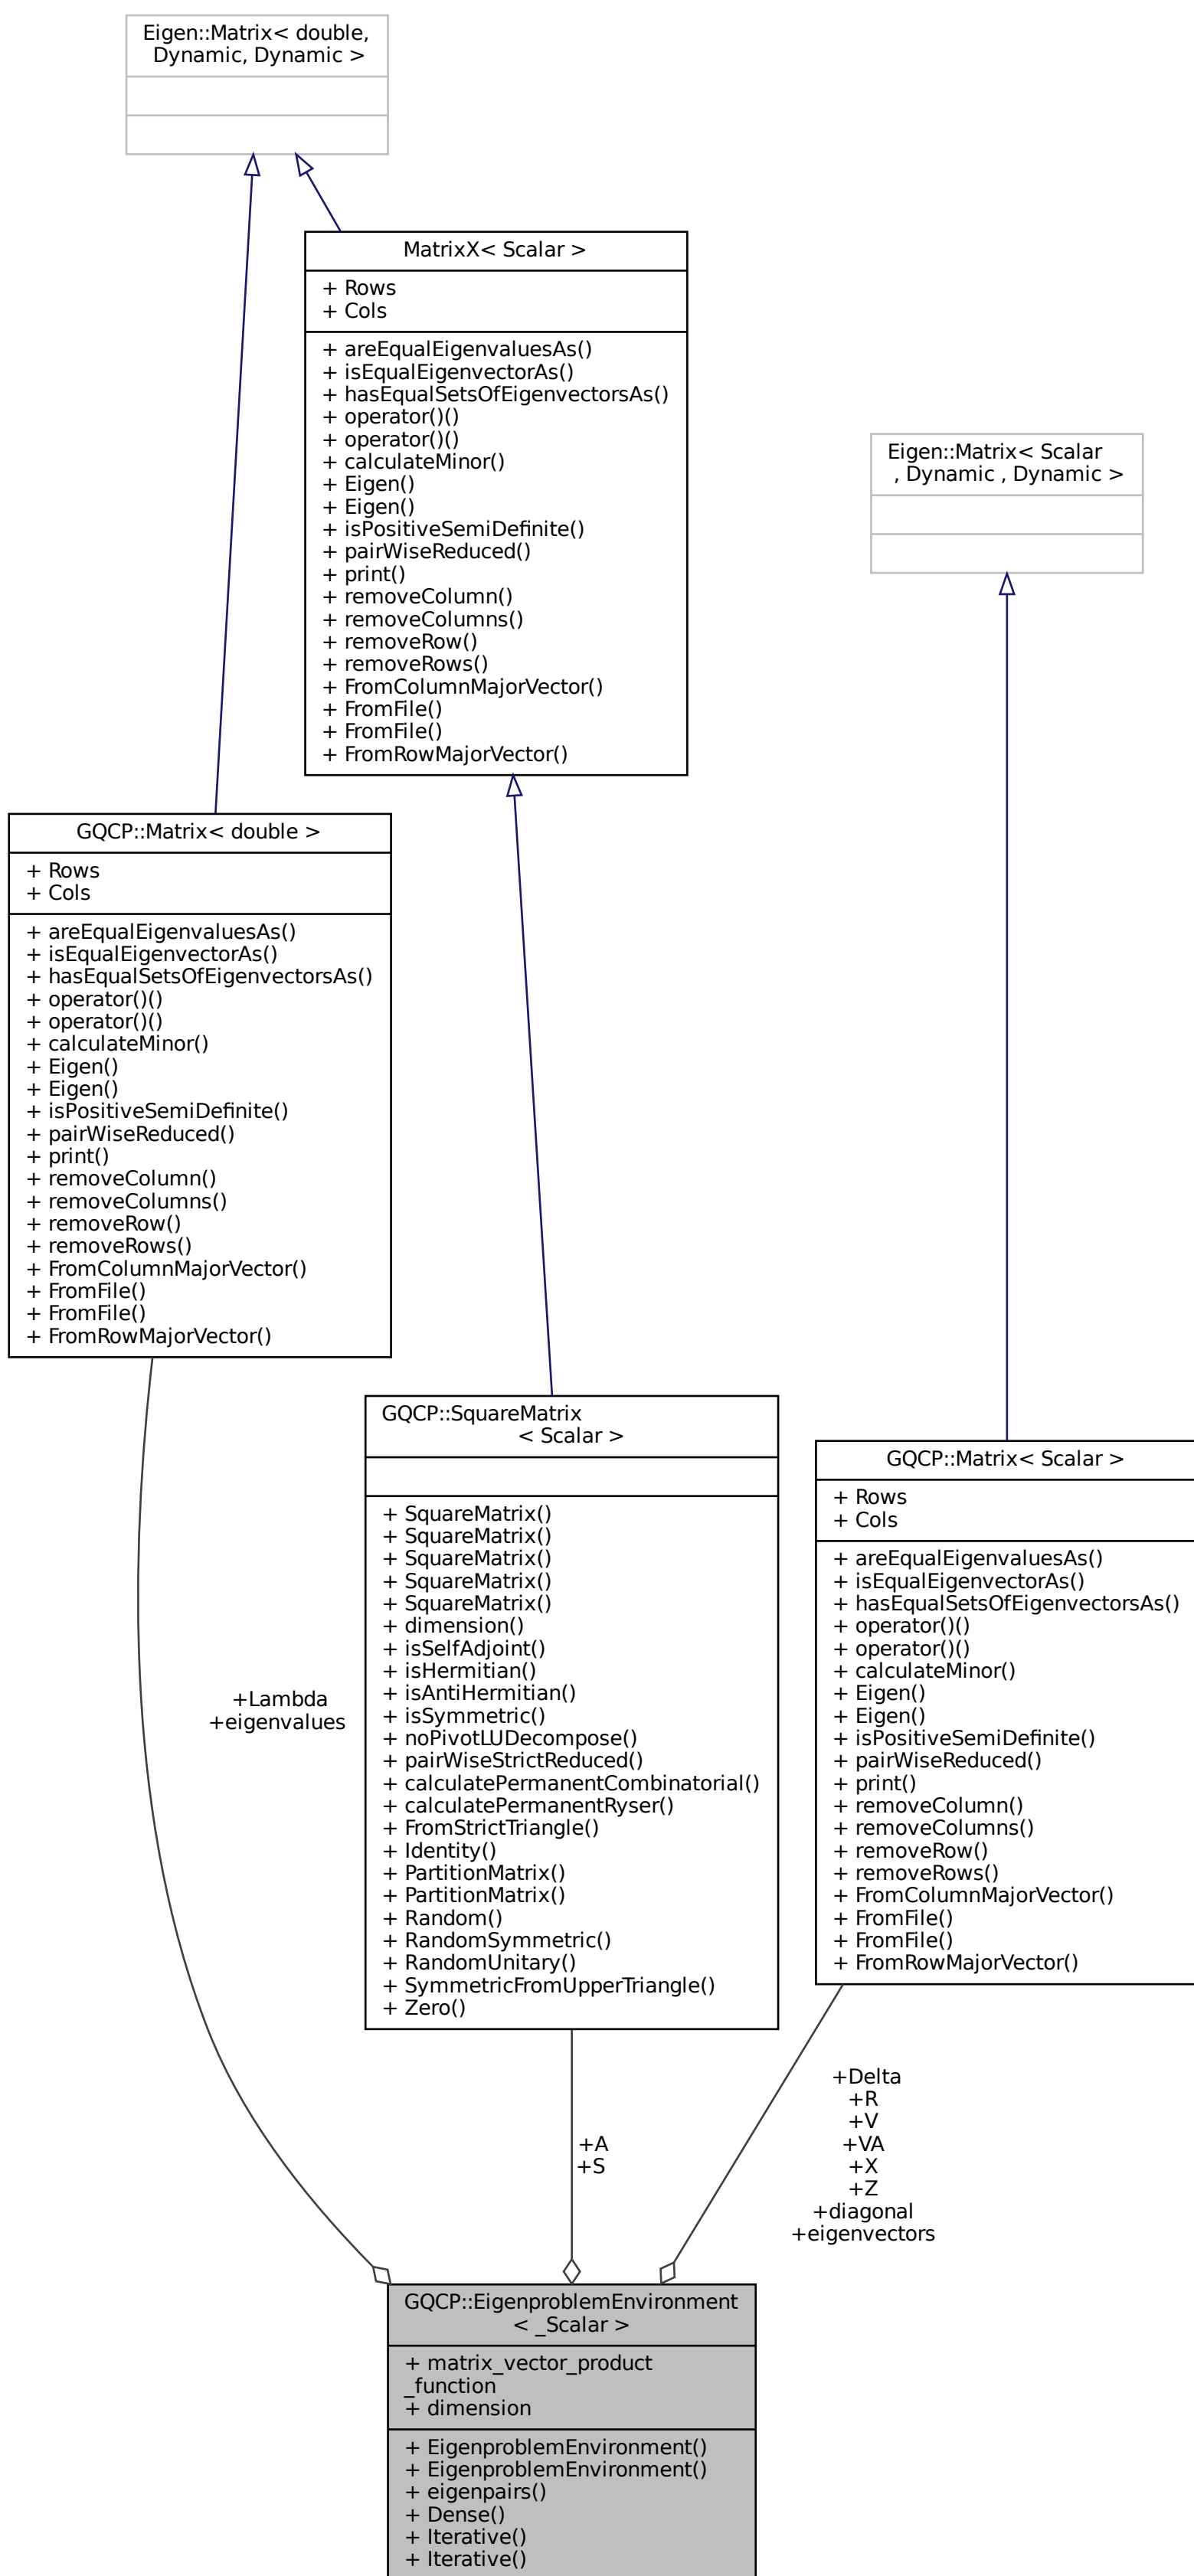 Eigen::Matrix< double,
Dynamic, Dynamic >
MatrixX< Scalar >
+ Rows
+ Cols
+ areEqualEigenvaluesAs()
+ isEqualEigenvectorAs()
+ hasEqualSetsOfEigenvectorsAs()
+ operator()()
+ operator()()
+ calculateMinor()
+ Eigen()
+ Eigen()
+ isPositiveSemiDefinite()
+ pairWiseReduced()
+ print()
+ removeColumn()
+ removeColumns()
+ removeRow()
+ removeRows()
+ FromColumnMajorVector()
+ FromFile()
+ FromFile()
+ FromRowMajorVector()
Eigen::Matrix< Scalar
, Dynamic , Dynamic >
GQCP::Matrix< double >
+ Rows
+ Cols
+ areEqualEigenvaluesAs()
+ isEqualEigenvectorAs()
+ hasEqualSetsOfEigenvectorsAs()
+ operator()()
+ operator()()
+ calculateMinor()
+ Eigen()
+ Eigen()
+ isPositiveSemiDefinite()
+ pairWiseReduced()
+ print()
+ removeColumn()
+ removeColumns()
+ removeRow()
+ removeRows()
+ FromColumnMajorVector()
+ FromFile()
+ FromFile()
+ FromRowMajorVector()
GQCP::SquareMatrix
< Scalar >
+ SquareMatrix()
+ SquareMatrix()
+ SquareMatrix()
+ SquareMatrix()
+ SquareMatrix()
+ dimension()
+ isSelfAdjoint()
+ isHermitian()
+ isAntiHermitian()
+ isSymmetric()
+ noPivotLUDecompose()
+ pairWiseStrictReduced()
+ calculatePermanentCombinatorial()
+ calculatePermanentRyser()
+ FromStrictTriangle()
+ Identity()
+ PartitionMatrix()
+ PartitionMatrix()
+ Random()
+ RandomSymmetric()
+ RandomUnitary()
+ SymmetricFromUpperTriangle()
+ Zero()
GQCP::Matrix< Scalar >
+ Rows
+ Cols
+ areEqualEigenvaluesAs()
+ isEqualEigenvectorAs()
+ hasEqualSetsOfEigenvectorsAs()
+ operator()()
+ operator()()
+ calculateMinor()
+ Eigen()
+ Eigen()
+ isPositiveSemiDefinite()
+ pairWiseReduced()
+ print()
+ removeColumn()
+ removeColumns()
+ removeRow()
+ removeRows()
+ FromColumnMajorVector()
+ FromFile()
+ FromFile()
+ FromRowMajorVector()
+Lambda
+eigenvalues
+A
+S
+Delta
+R
+V
+VA
+X
+Z
+diagonal
+eigenvectors
GQCP::EigenproblemEnvironment
< _Scalar >
+ matrix_vector_product
_function
+ dimension
+ EigenproblemEnvironment()
+ EigenproblemEnvironment()
+ eigenpairs()
+ Dense()
+ Iterative()
+ Iterative()